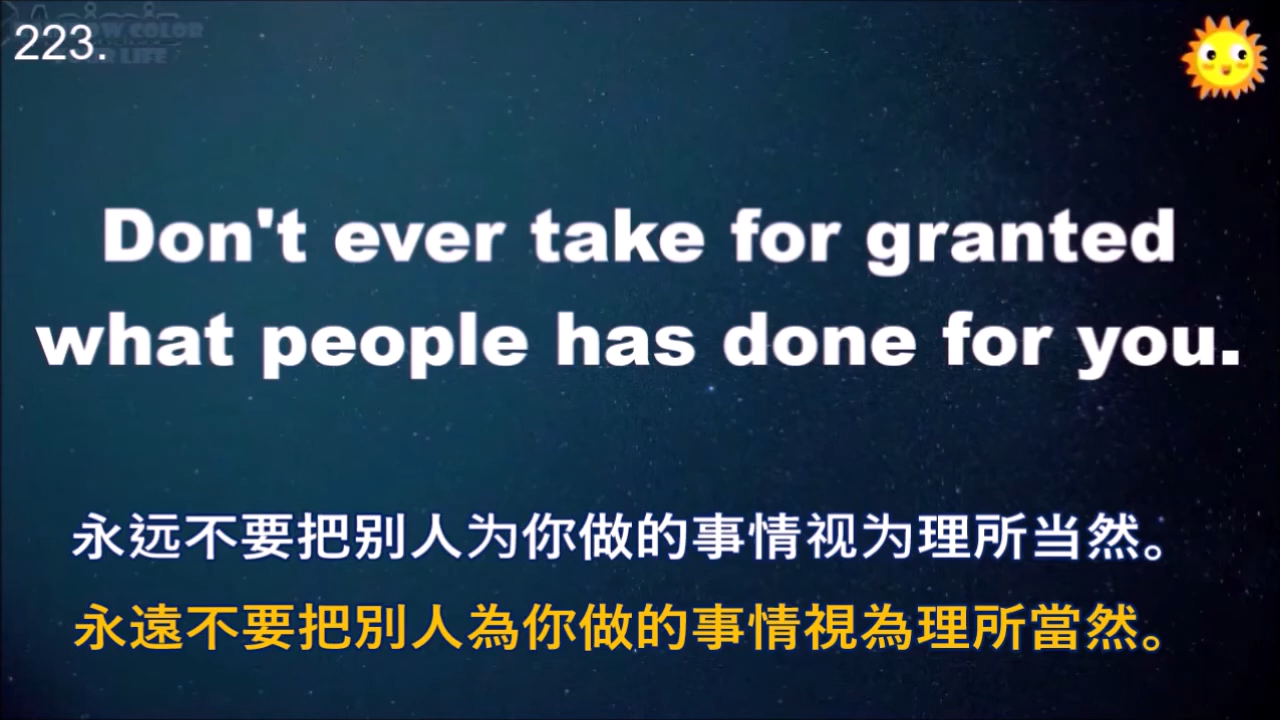 223.
Don't ever take for granted
what people has done for you.
永远不要把别人为你做的事情视为理所当然。
永遠不要把別人為你做的事情視為理所當然。